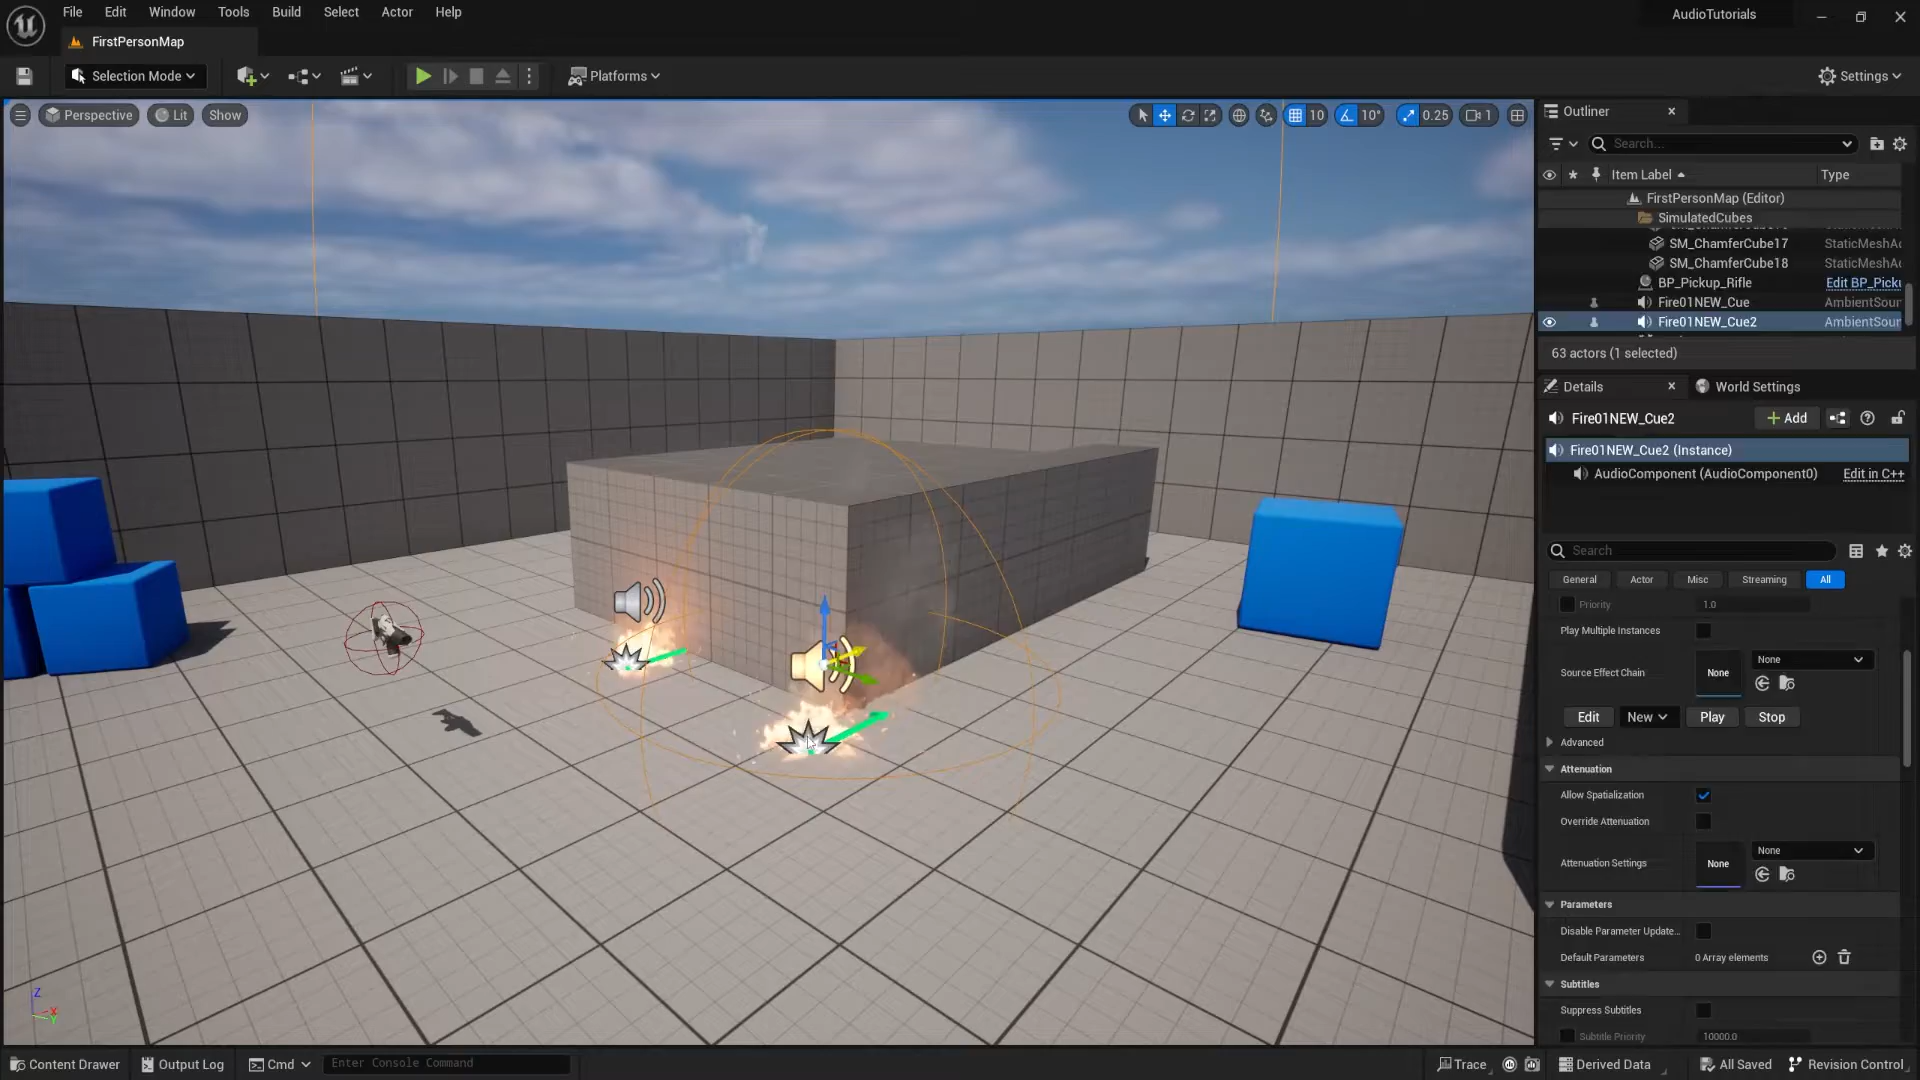 File Edit Window Tools Build Select Actor Help
AudioTutorials
FirstPersonMap
Selection Mode
Platforms
Settings
Perspective Lit Show
10 10° 0.25 1
Outliner
Search...
Item Label Type
FirstPersonMap (Editor)
SimulatedCubes
SM_ChamferCube17 StaticMeshAc
SM_ChamferCube18 StaticMeshAc
BP_Pickup_Rifle Edit BP_Picku
Fire01NEW_Cue AmbientSour
Fire01NEW_Cue2 AmbientSour
63 actors (1 selected)
Details World Settings
Fire01NEW_Cue2 Add
Fire01NEW_Cue2 (Instance)
AudioComponent (AudioComponent0) Edit in C++
Search
General Actor Misc Streaming All
Priority 1.0
Play Multiple Instances
Source Effect Chain None None
Edit New Play Stop
Advanced
Attenuation
Allow Spatialization
Override Attenuation
Attenuation Settings None None
Parameters
Disable Parameter Update...
Default Parameters 0 Array elements
Subtitles
Suppress Subtitles
Subtitle Priority 10000.0
Z
X
Y
Content Drawer Output Log Cmd Enter Console Command Trace Derived Data All Saved Revision Control